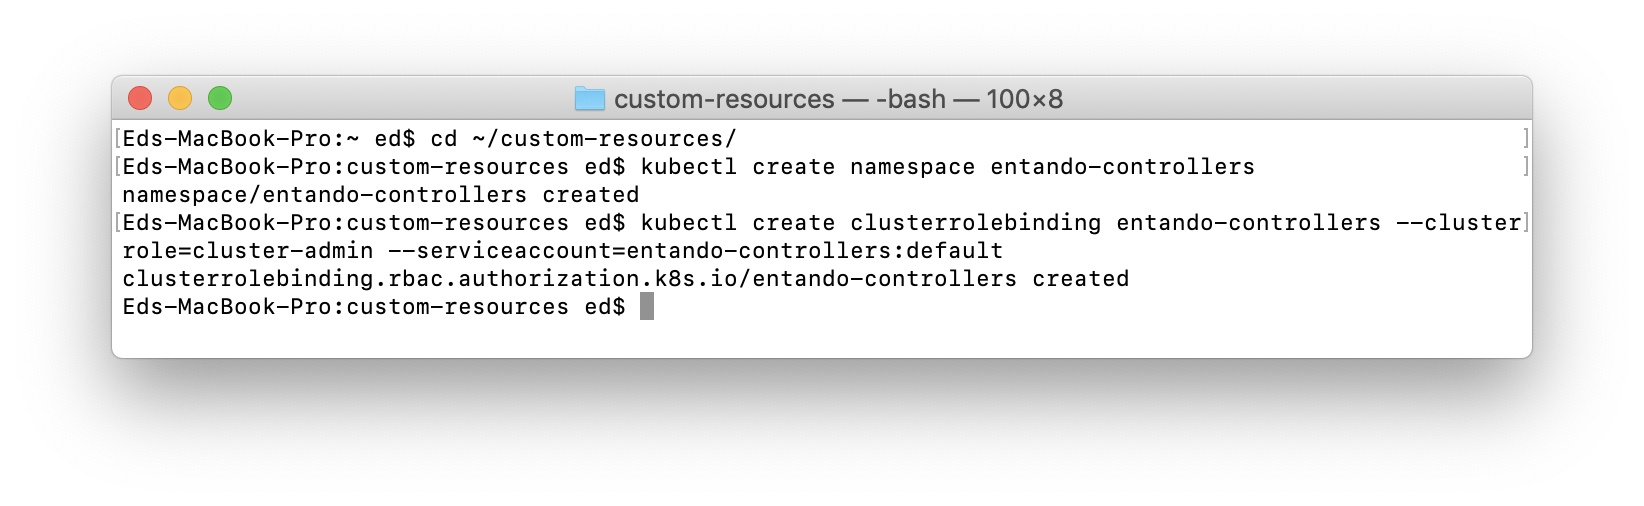 custom-resources — -bash — 100×8
[Eds-MacBook-Pro:~ ed$ cd ~/custom-resources/ ]
[Eds-MacBook-Pro:custom-resources ed$ kubectl create namespace entando-controllers ]
namespace/entando-controllers created
[Eds-MacBook-Pro:custom-resources ed$ kubectl create clusterrolebinding entando-controllers --cluster]
role=cluster-admin --serviceaccount=entando-controllers:default
clusterrolebinding.rbac.authorization.k8s.io/entando-controllers created
Eds-MacBook-Pro:custom-resources ed$